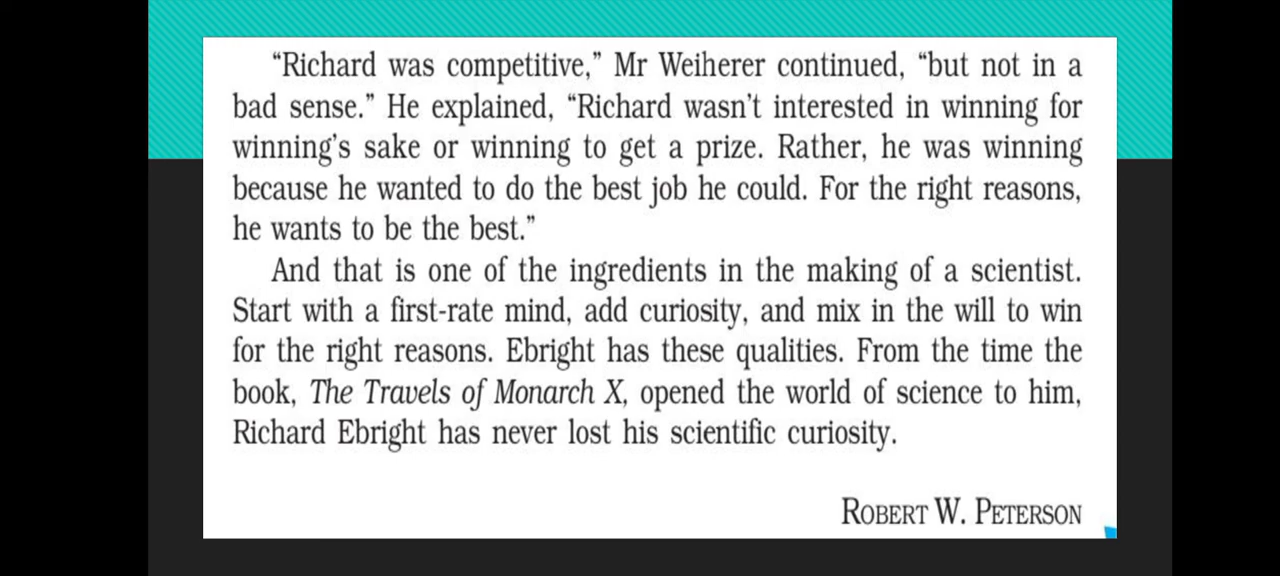 “Richard was competitive,” Mr Weiherer continued, “but not in a
bad sense.” He explained, “Richard wasn’t interested in winning for
winning’s sake or winning to get a prize. Rather, he was winning
because he wanted to do the best job he could. For the right reasons,
he wants to be the best.”
And that is one of the ingredients in the making of a scientist.
Start with a first-rate mind, add curiosity, and mix in the will to win
for the right reasons. Ebright has these qualities. From the time the
book, The Travels of Monarch X, opened the world of science to him,
Richard Ebright has never lost his scientific curiosity.
ROBERT W. PETERSON